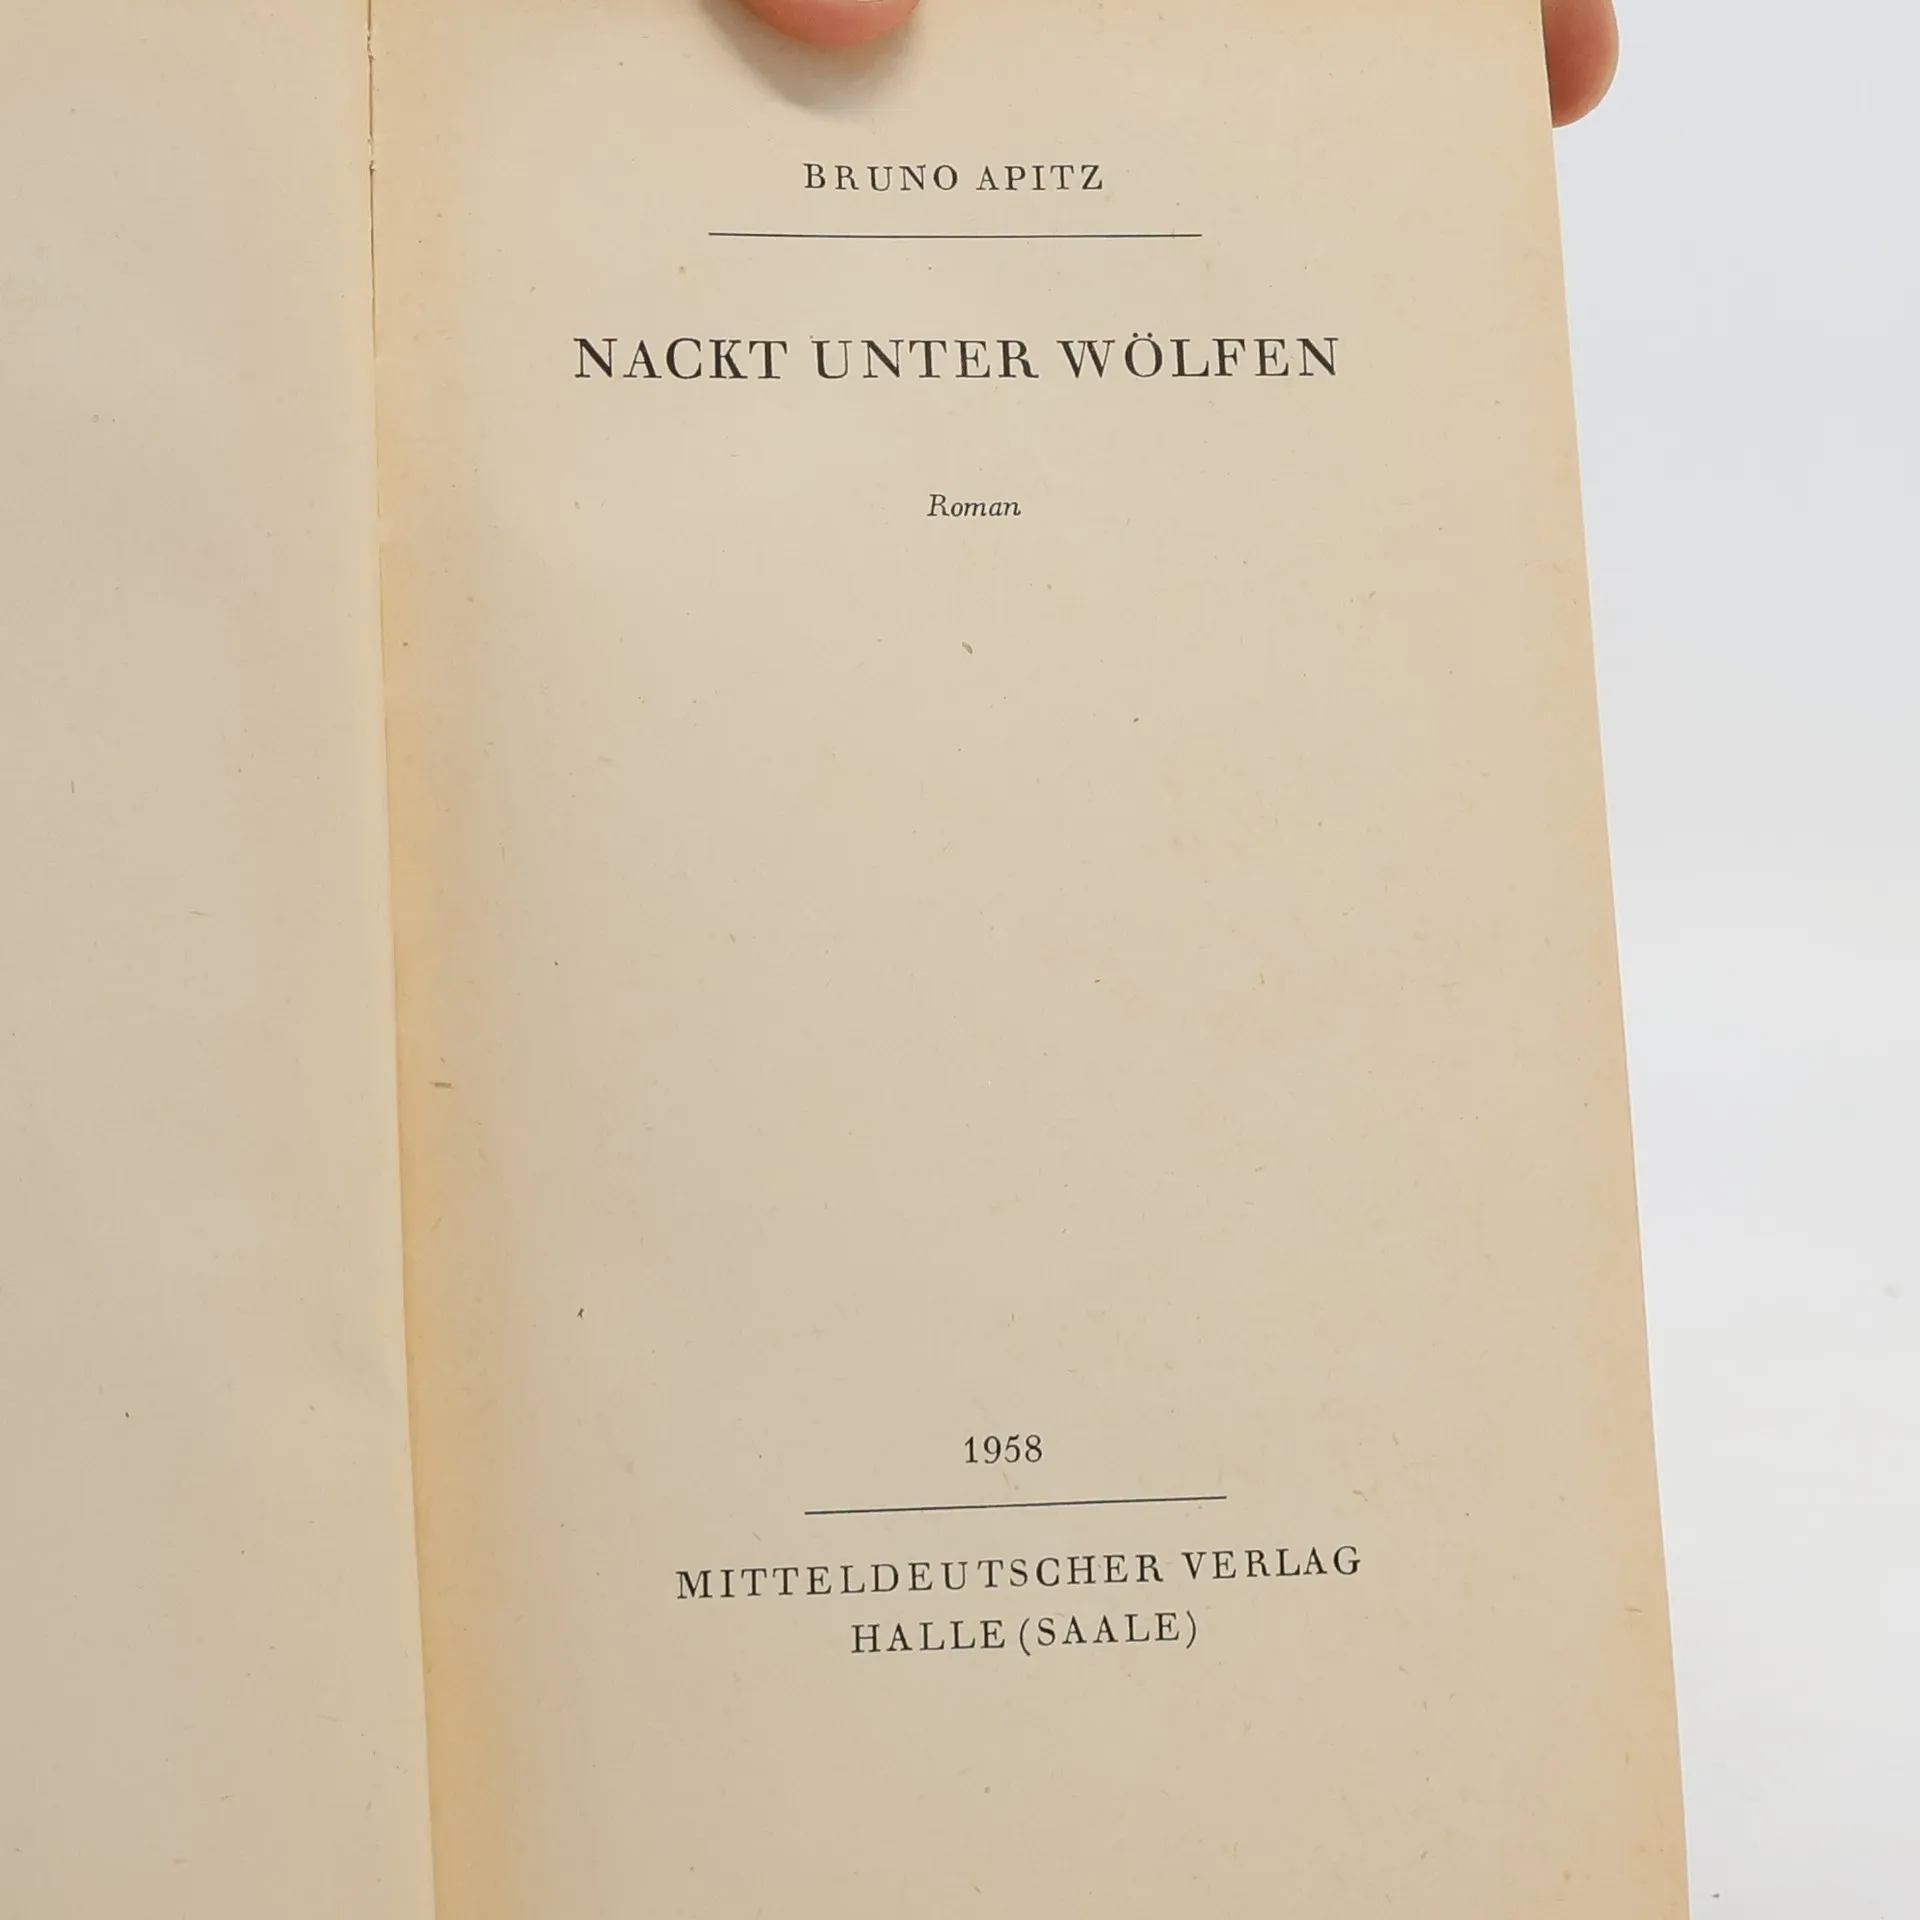 BRUNO APITZ
NACKT UNTER WÖLFEN
Roman
1958
MITTELDEUTSCHER VERLAG
HALLE (SAALE)